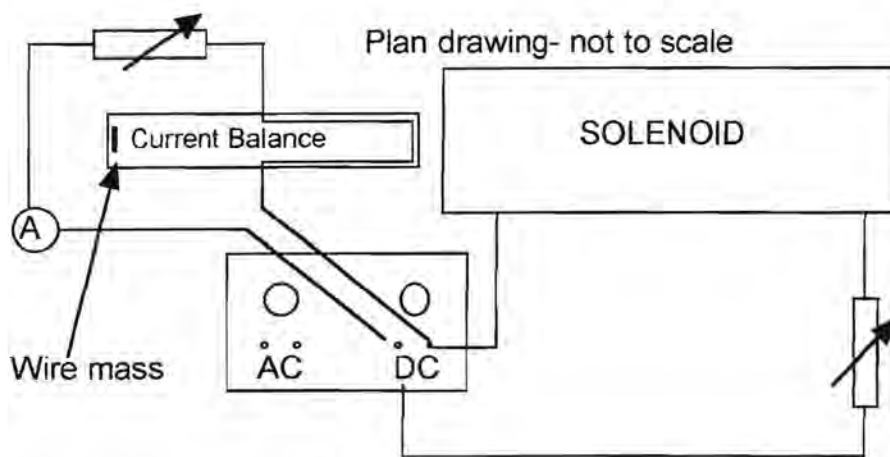 Plan drawing- not to scale
Current Balance
SOLENOID
A
AC
DC
Wire mass